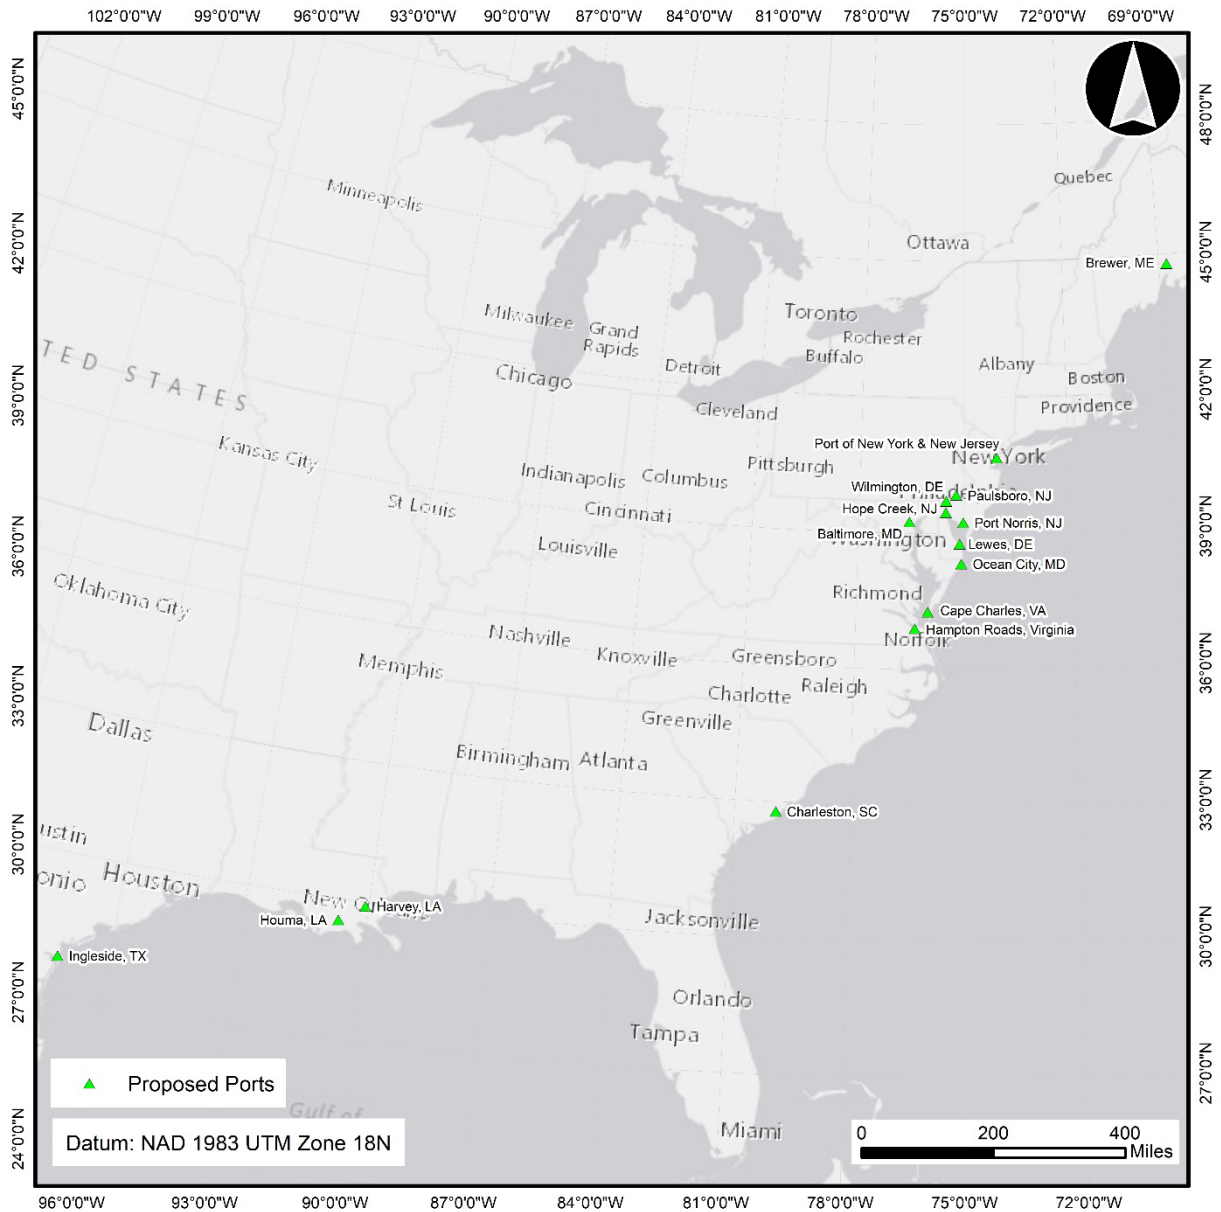 102°0'0"W 99°0'0"W 96°0'0"W 93°0'0"W 90°0'0"W 87°0'0"W 84°0'0"W 81°0'0"W 78°0'0"W 75°0'0"W 72°0'0"W 69°0'0"W
45°0'0"N
48°0'0"N
Quebec
Minneapolis
42°0'0"N
Ottawa
45°0'0"N
Brewer, ME
Milwaukee
Grand
Rapids
Toronto
Rochester
Buffalo
TED STATES
Detroit
Albany
Chicago
Boston
39°0'0"N
42°0'0"N
Cleveland
Providence
Kansas City
Port of New York & New Jersey
New York
Pittsburgh
Indianapolis
Columbus
Wilmington, DE
Philadelphia
Paulsboro, NJ
St Louis
Cincinnati
Hope Creek, NJ
Port Norris, NJ
Baltimore, MD
Washington
36°0'0"N
39°0'0"N
Louisville
Lewes, DE
Ocean City, MD
Oklahoma City
Richmond
Cape Charles, VA
Hampton Roads, Virginia
Norfolk
Nashville
Knoxville
Greensboro
36°0'0"N
Memphis
Charlotte
Raleigh
33°0'0"N
Greenville
Dallas
Birmingham
Atlanta
Charleston, SC
33°0'0"N
ustin
30°0'0"N
onio
Houston
New Orleans
Harvey, LA
Houma, LA
Jacksonville
30°0'0"N
Ingleside, TX
27°0'0"N
Orlando
Tampa
27°0'0"N
Proposed Ports
Gulf of
Miami
24°0'0"N
Datum: NAD 1983 UTM Zone 18N
0 200 400
Miles
96°0'0"W 93°0'0"W 90°0'0"W 87°0'0"W 84°0'0"W 81°0'0"W 78°0'0"W 75°0'0"W 72°0'0"W